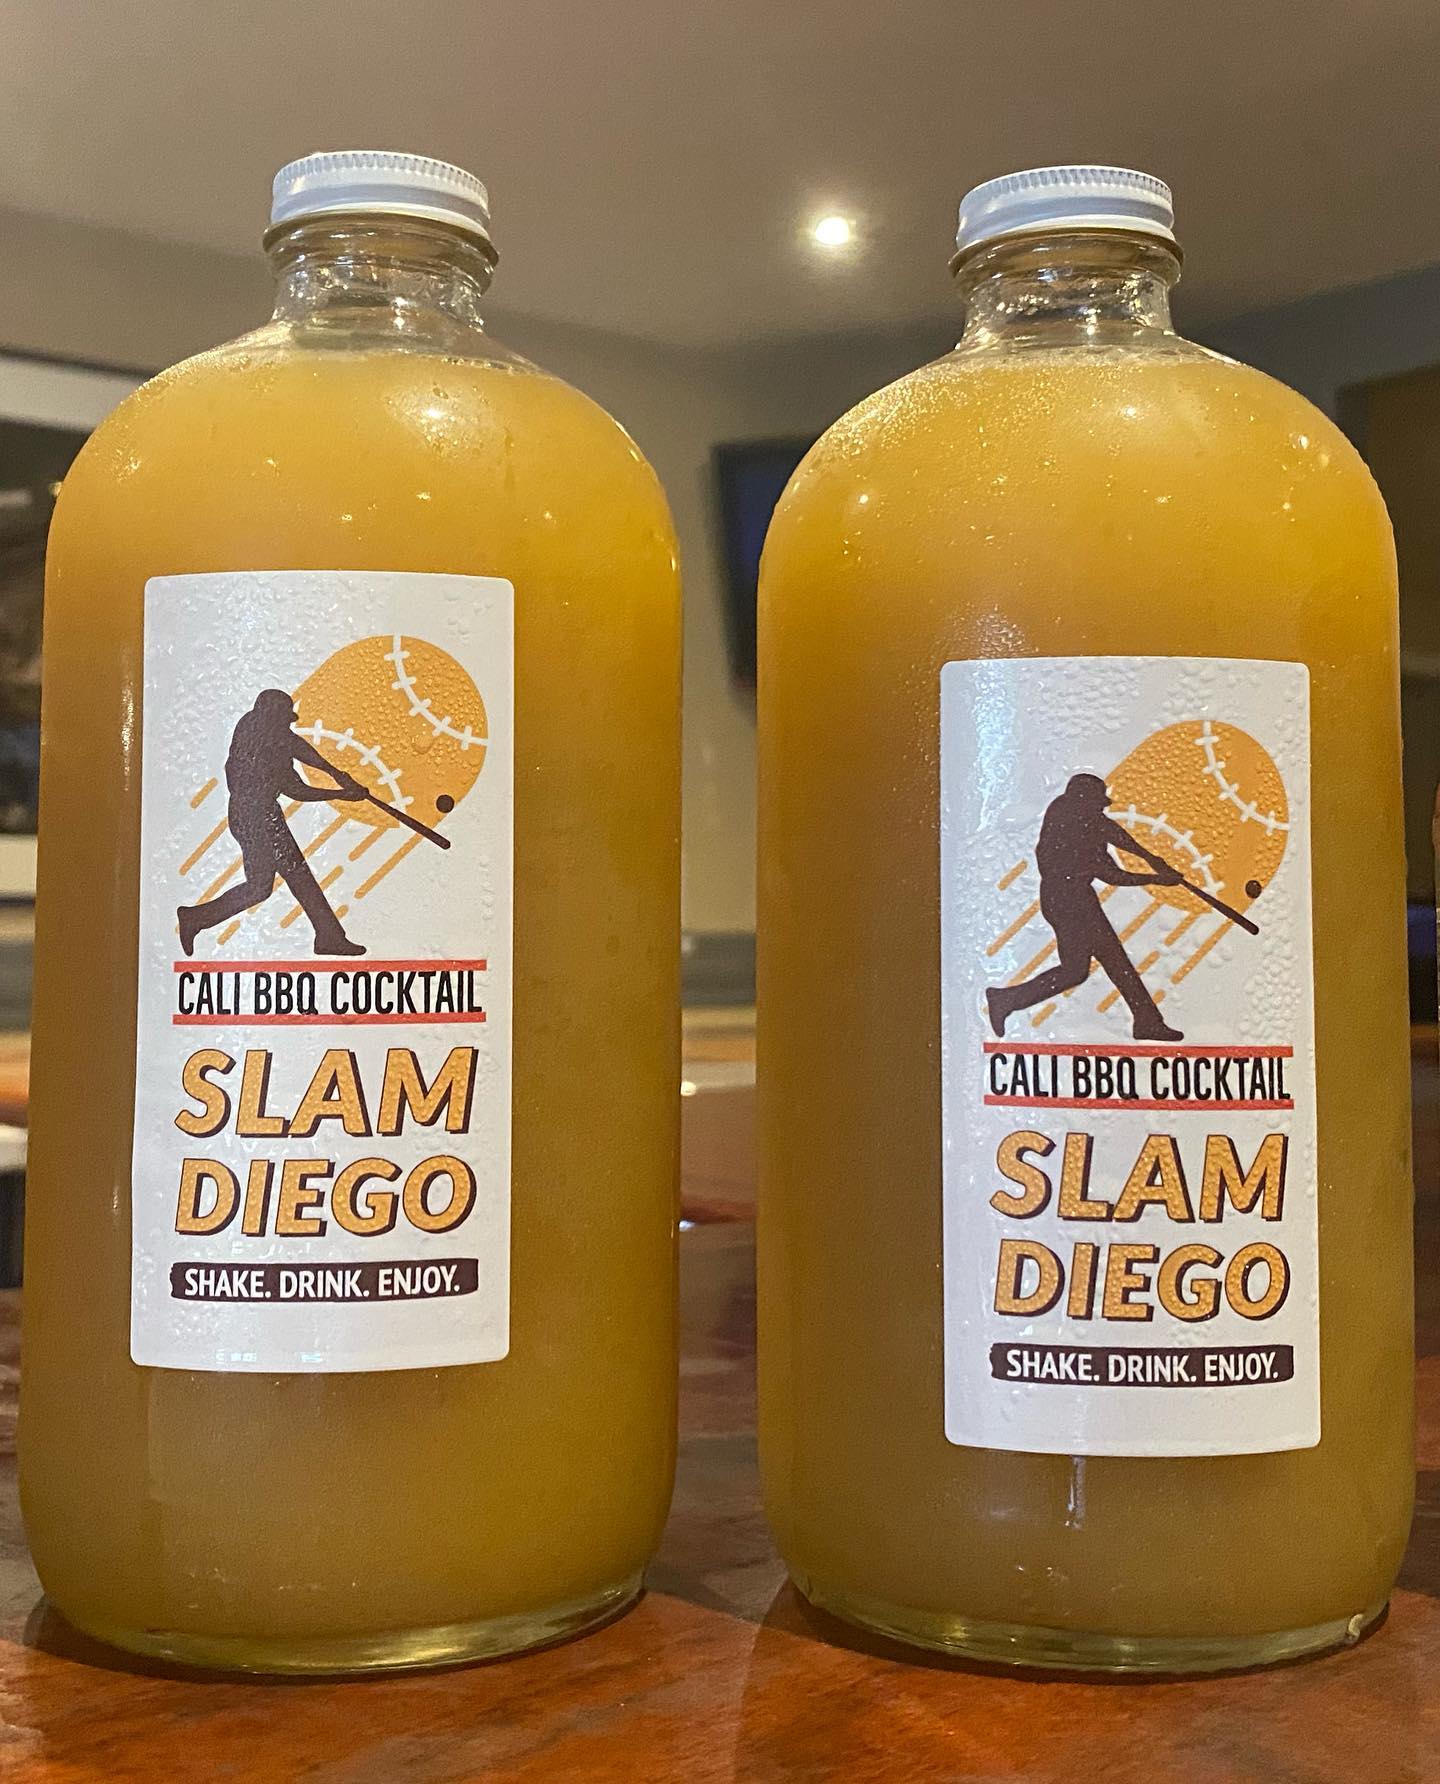 CALI BBQ COCKTAIL
SLAM
DIEGO
SHAKE. DRINK. ENJOY.
CALI BBQ COCKTAIL
SLAM
DIEGO
SHAKE. DRINK. ENJOY.